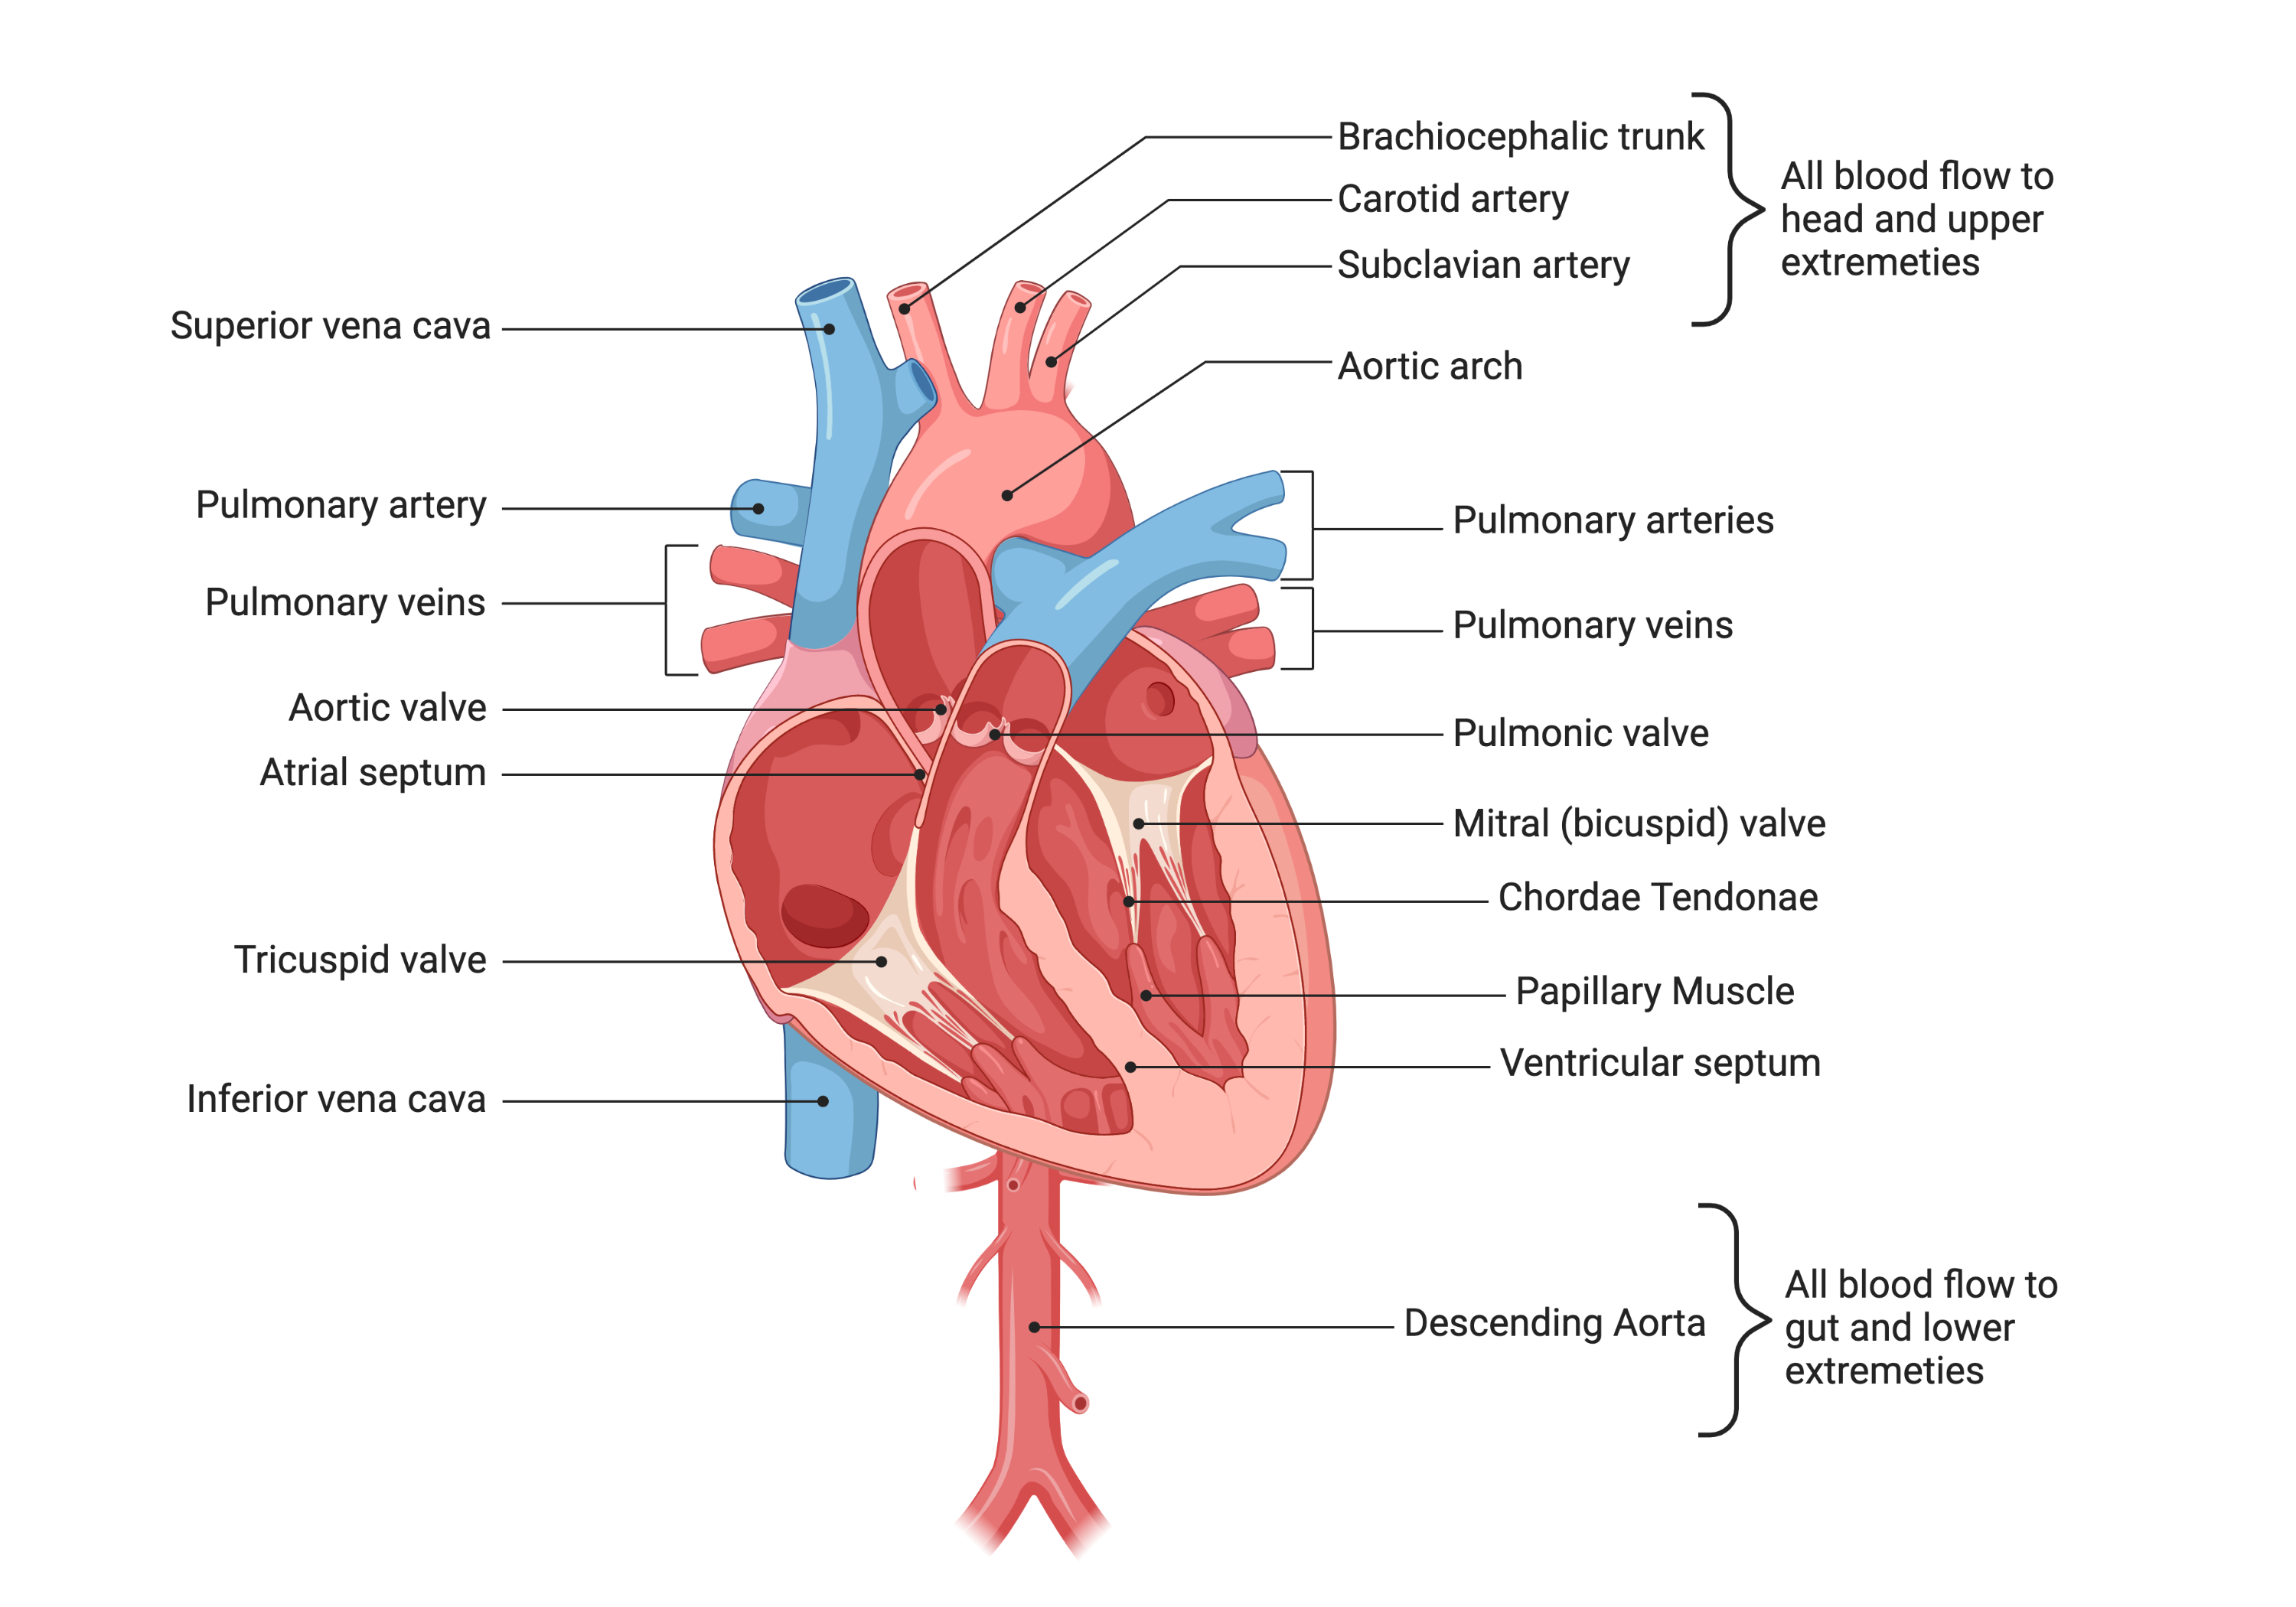 Brachiocephalic trunk
Carotid artery
Subclavian artery
All blood flow to
head and upper
extremeties
Aortic arch
Superior vena cava
Pulmonary artery
Pulmonary veins
Aortic valve
Atrial septum
Tricuspid valve
Inferior vena cava
Pulmonary arteries
Pulmonary veins
Pulmonic valve
Mitral (bicuspid) valve
Chordae Tendonae
Papillary Muscle
Ventricular septum
Descending Aorta
All blood flow to
gut and lower
extremeties